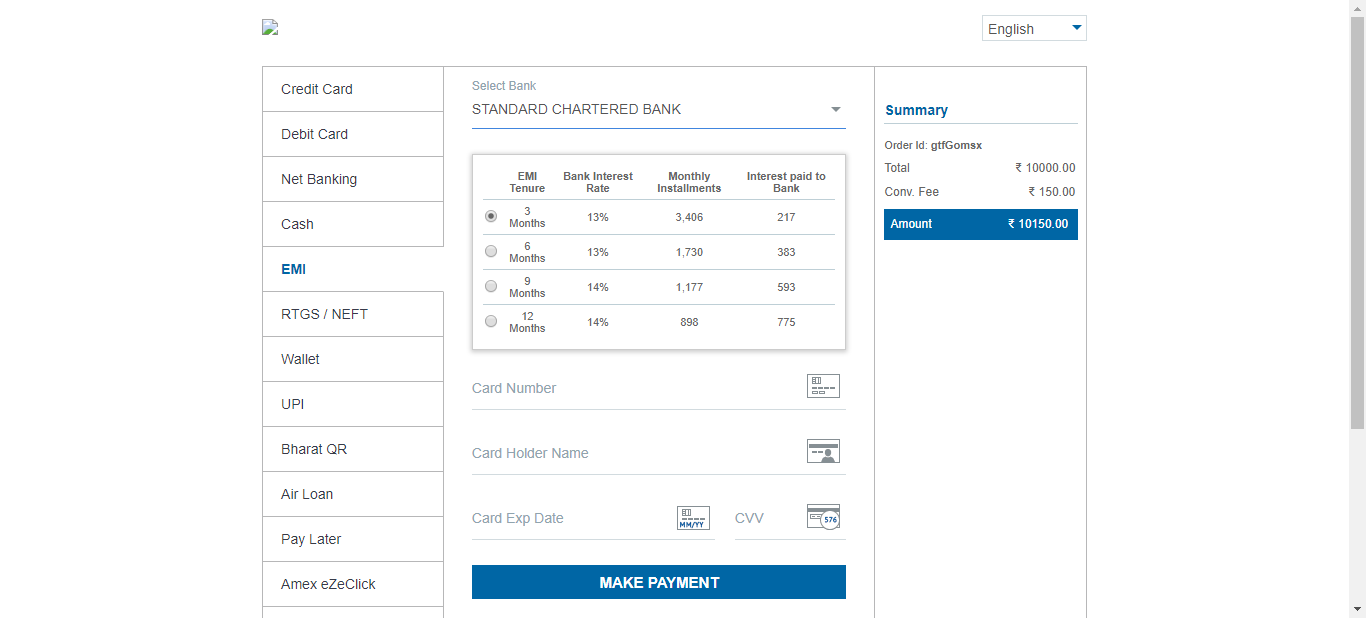 English
Credit Card
Debit Card
Net Banking
Cash
EMI
RTGS / NEFT
Wallet
UPI
Bharat QR
Air Loan
Pay Later
Amex eZeClick
Select Bank
STANDARD CHARTERED BANK
EMI Tenure Bank Interest Rate Monthly Installments Interest paid to Bank
3 Months 13% 3,406 217
6 Months 13% 1,730 383
9 Months 14% 1,177 593
12 Months 14% 898 775
Card Number
Card Holder Name
Card Exp Date MM/YY CVV 576
MAKE PAYMENT
Summary
Order Id: gtfGomsx
Total ₹ 10000.00
Conv. Fee ₹ 150.00
Amount ₹ 10150.00